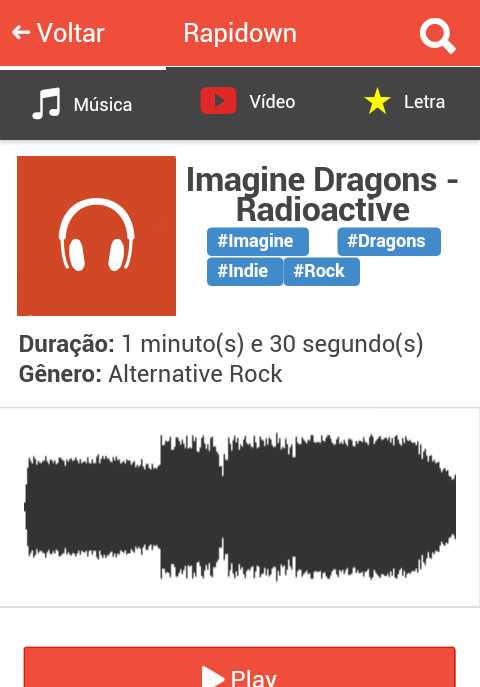 Voltar
Rapidown
Música
Vídeo
Letra
Imagine Dragons -
Radioactive
#Imagine #Dragons
#Indie #Rock
Duração: 1 minuto(s) e 30 segundo(s)
Gênero: Alternative Rock
Play